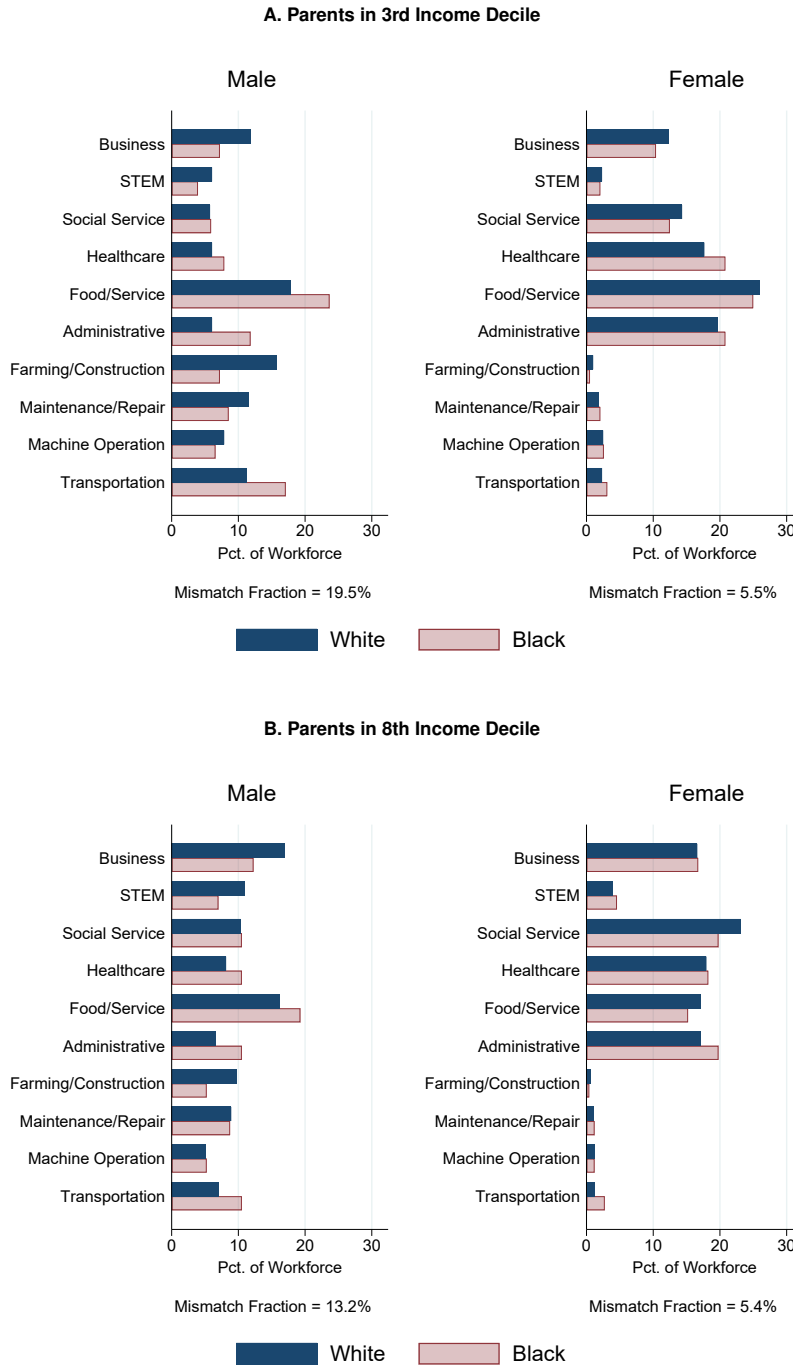 A. Parents in 3rd Income Decile
Male
Business
STEM
Social Service
Healthcare
Food/Service
Administrative
Farming/Construction
Maintenance/Repair
Machine Operation
Transportation
0 10 20 30
Pct. of Workforce
Mismatch Fraction = 19.5%
Female
Business
STEM
Social Service
Healthcare
Food/Service
Administrative
Farming/Construction
Maintenance/Repair
Machine Operation
Transportation
0 10 20 30
Pct. of Workforce
Mismatch Fraction = 5.5%
White Black
B. Parents in 8th Income Decile
Male
Business
STEM
Social Service
Healthcare
Food/Service
Administrative
Farming/Construction
Maintenance/Repair
Machine Operation
Transportation
0 10 20 30
Pct. of Workforce
Mismatch Fraction = 13.2%
Female
Business
STEM
Social Service
Healthcare
Food/Service
Administrative
Farming/Construction
Maintenance/Repair
Machine Operation
Transportation
0 10 20 30
Pct. of Workforce
Mismatch Fraction = 5.4%
White Black